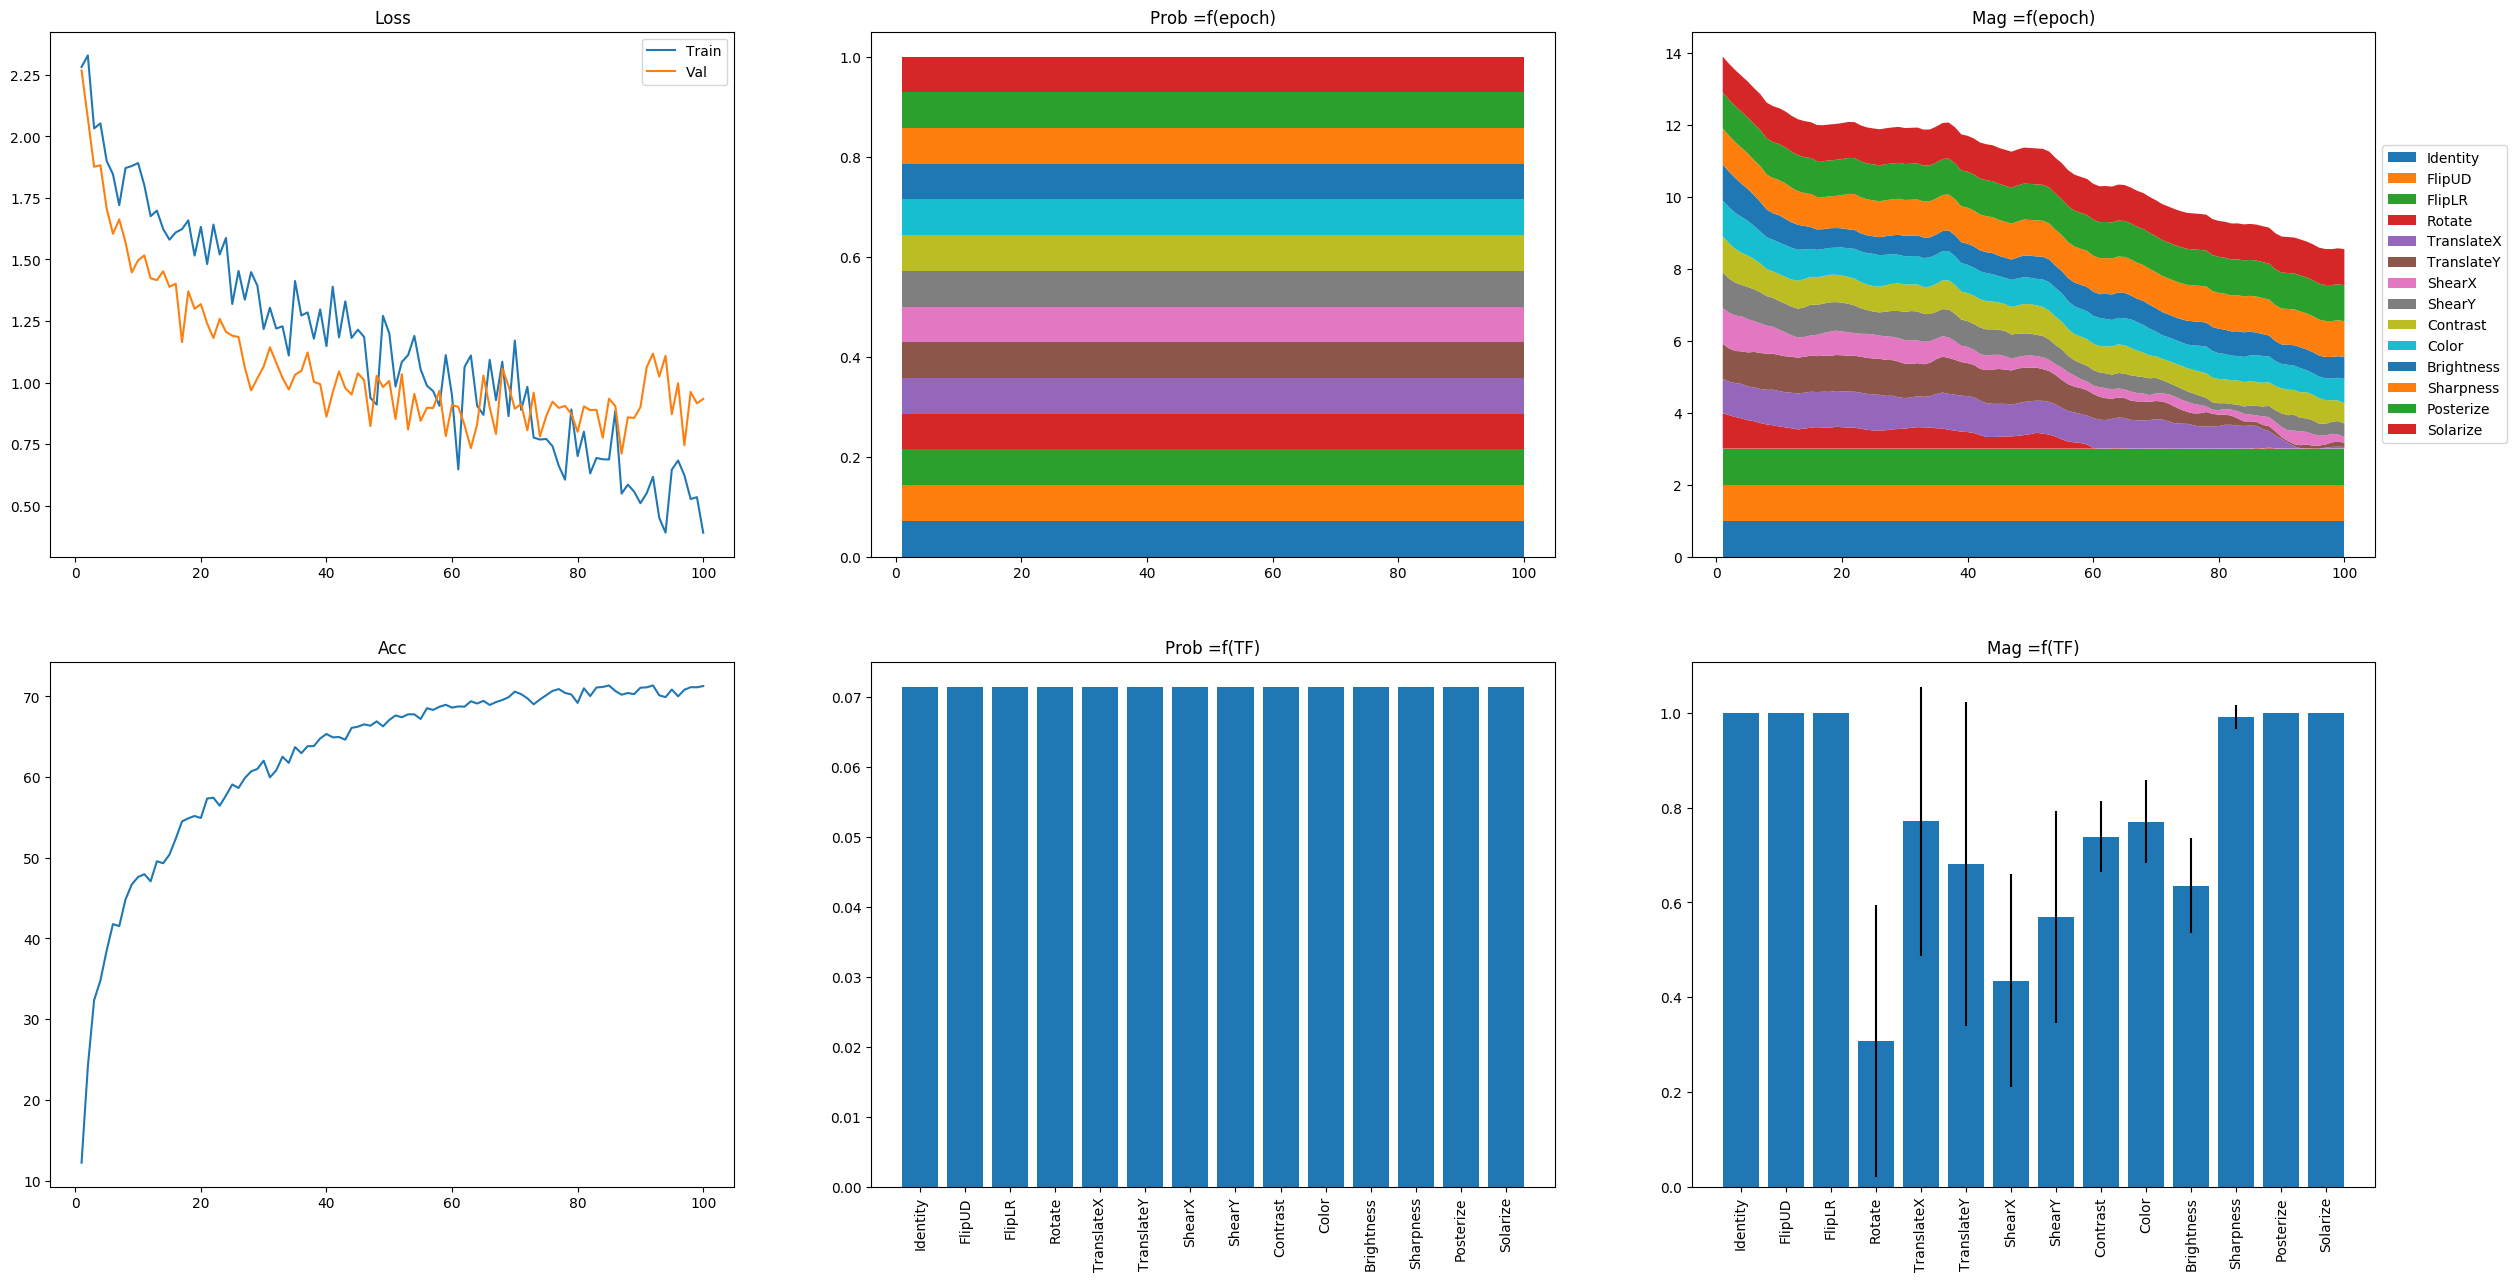 Loss
2.25
2.00
1.75
1.50
1.25
1.00
0.75
0.50
0 20 40 60 80 100
Train
Val
Prob =f(epoch)
1.0
0.8
0.6
0.4
0.2
0.0
0 20 40 60 80 100
Mag =f(epoch)
14
12
10
8
6
4
2
0
0 20 40 60 80 100
Identity
FlipUD
FlipLR
Rotate
TranslateX
TranslateY
ShearX
ShearY
Contrast
Color
Brightness
Sharpness
Posterize
Solarize
Acc
70
60
50
40
30
20
10
0 20 40 60 80 100
Prob =f(TF)
0.07
0.06
0.05
0.04
0.03
0.02
0.01
0.00
Identity
FlipUD
FlipLR
Rotate
TranslateX
TranslateY
ShearX
ShearY
Contrast
Color
Brightness
Sharpness
Posterize
Solarize
Mag =f(TF)
1.0
0.8
0.6
0.4
0.2
0.0
Identity
FlipUD
FlipLR
Rotate
TranslateX
TranslateY
ShearX
ShearY
Contrast
Color
Brightness
Sharpness
Posterize
Solarize